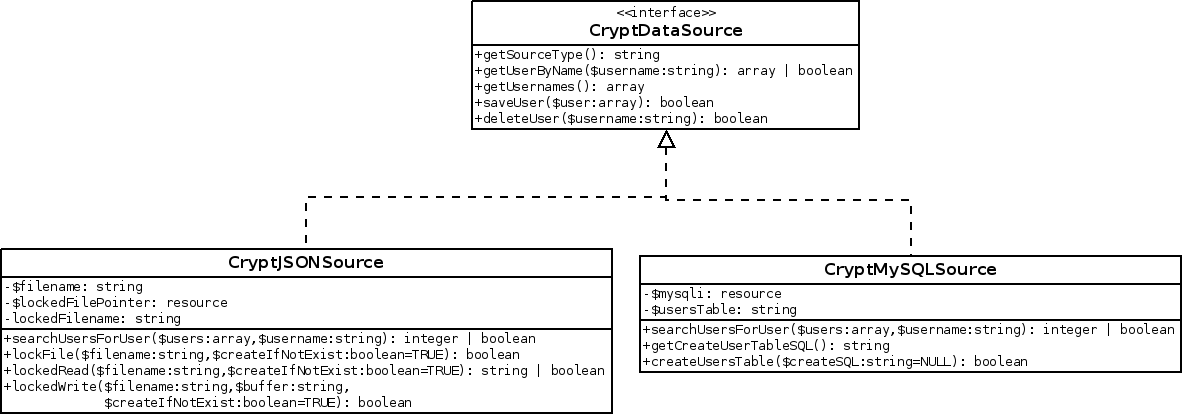 <<interface>>
CryptDataSource
+getSourceType(): string
+getUserByName($username:string): array | boolean
+getUsernames(): array
+saveUser($user:array): boolean
+deleteUser($username:string): boolean
CryptJSONSource
-$filename: string
-$lockedFilePointer: resource
-lockedFilename: string
+searchUsersForUser($users:array,$username:string): integer | boolean
+lockFile($filename:string,$createIfNotExist:boolean=TRUE): boolean
+lockedRead($filename:string,$createIfNotExist:boolean=TRUE): string | boolean
+lockedWrite($filename:string,$buffer:string,
$createIfNotExist:boolean=TRUE): boolean
CryptMySQLSource
-$mysqli: resource
-$usersTable: string
+searchUsersForUser($users:array,$username:string): integer | boolean
+getCreateUserTableSQL(): string
+createUsersTable($createSQL:string=NULL): boolean